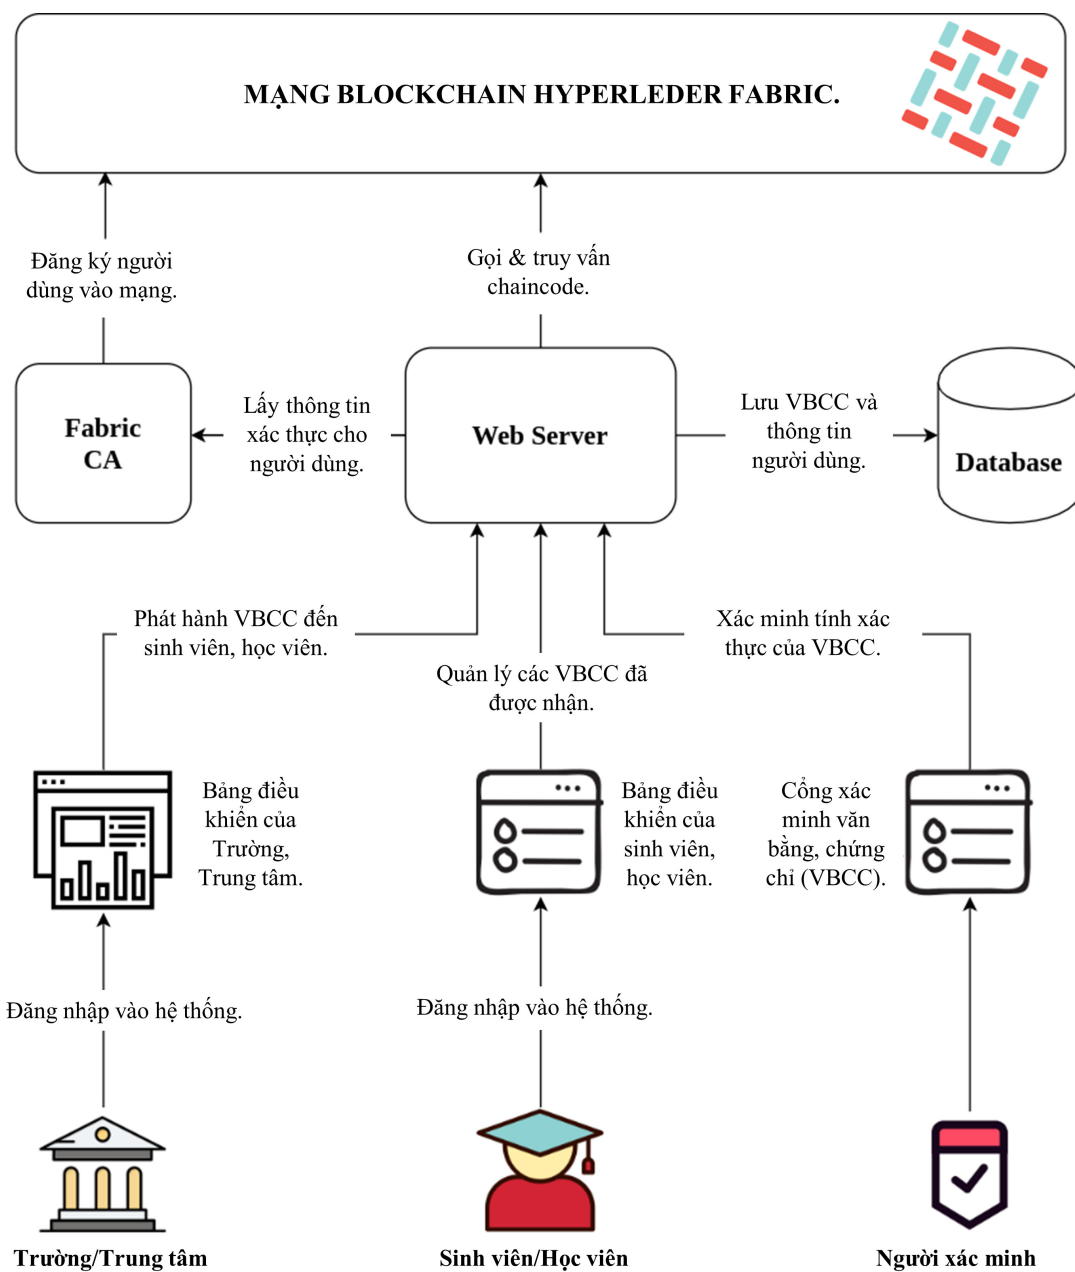 MẠNG BLOCKCHAIN HYPERLEDER FABRIC.
Đăng ký người
dùng vào mạng.
Gọi & truy vấn
chaincode.
Fabric
CA
Lấy thông tin
xác thực cho
người dùng.
Web Server
Lưu VBCC và
thông tin
người dùng.
Database
Phát hành VBCC đến
sinh viên, học viên.
Quản lý các VBCC đã
được nhận.
Xác minh tính xác
thực của VBCC.
Bảng điều
khiển của
Trường,
Trung tâm.
Bảng điều
khiển của
sinh viên,
học viên.
Cổng xác
minh văn
bằng, chứng
chỉ (VBCC).
Đăng nhập vào hệ thống.
Đăng nhập vào hệ thống.
Trường/Trung tâm
Sinh viên/Học viên
Người xác minh